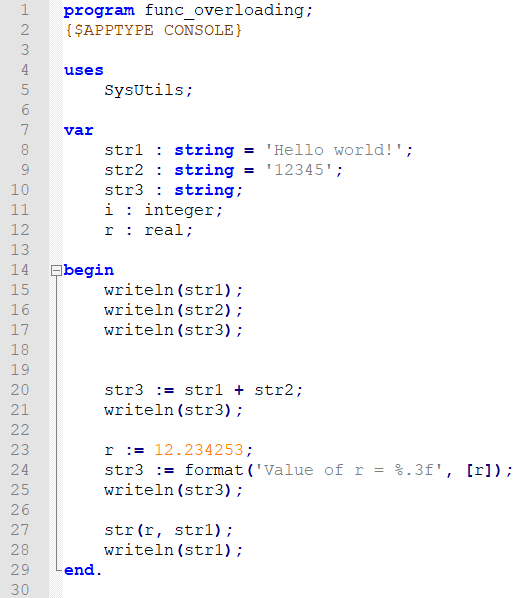 1 program func_overloading;
2 {$APPTYPE CONSOLE}
3
4 uses
5 SysUtils;
6
7 var
8 str1 : string = 'Hello world!';
9 str2 : string = '12345';
10 str3 : string;
11 i : integer;
12 r : real;
13
14 begin
15 writeln(str1);
16 writeln(str2);
17 writeln(str3);
18
19
20 str3 := str1 + str2;
21 writeln(str3);
22
23 r := 12.234253;
24 str3 := format('Value of r = %.3f', [r]);
25 writeln(str3);
26
27 str(r, str1);
28 writeln(str1);
29 end.
30